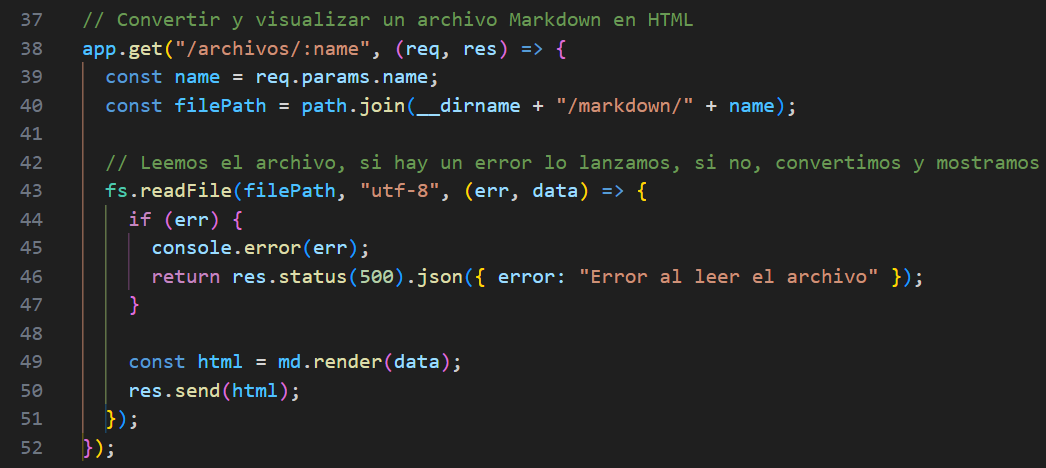 37 // Convertir y visualizar un archivo Markdown en HTML
38 app.get("/archivos/:name", (req, res) => {
39   const name = req.params.name;
40   const filePath = path.join(__dirname + "/markdown/" + name);
41
42   // Leemos el archivo, si hay un error lo lanzamos, si no, convertimos y mostramos
43   fs.readFile(filePath, "utf-8", (err, data) => {
44     if (err) {
45       console.error(err);
46       return res.status(500).json({ error: "Error al leer el archivo" });
47     }
48
49     const html = md.render(data);
50     res.send(html);
51   });
52 });